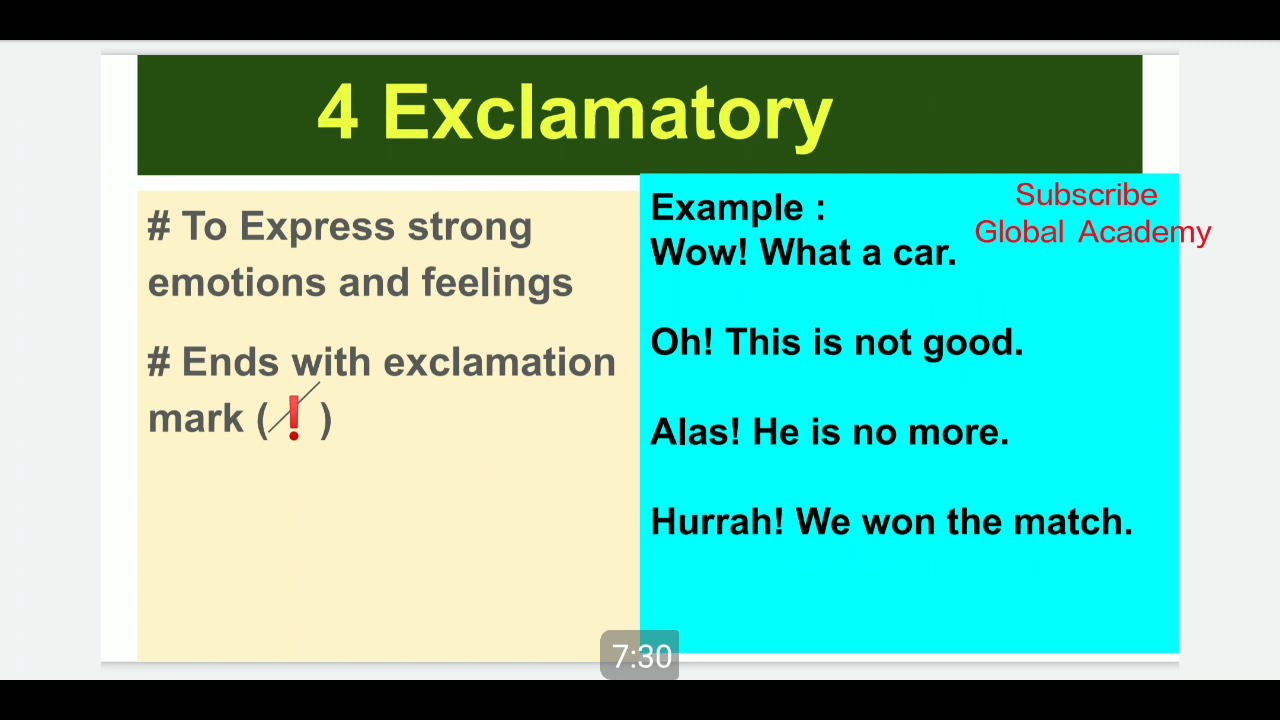 4 Exclamatory
# To Express strong
emotions and feelings
# Ends with exclamation
mark (❗)
Example :
Wow! What a car.
Oh! This is not good.
Alas! He is no more.
Hurrah! We won the match.
Subscribe
Global Academy
7:30